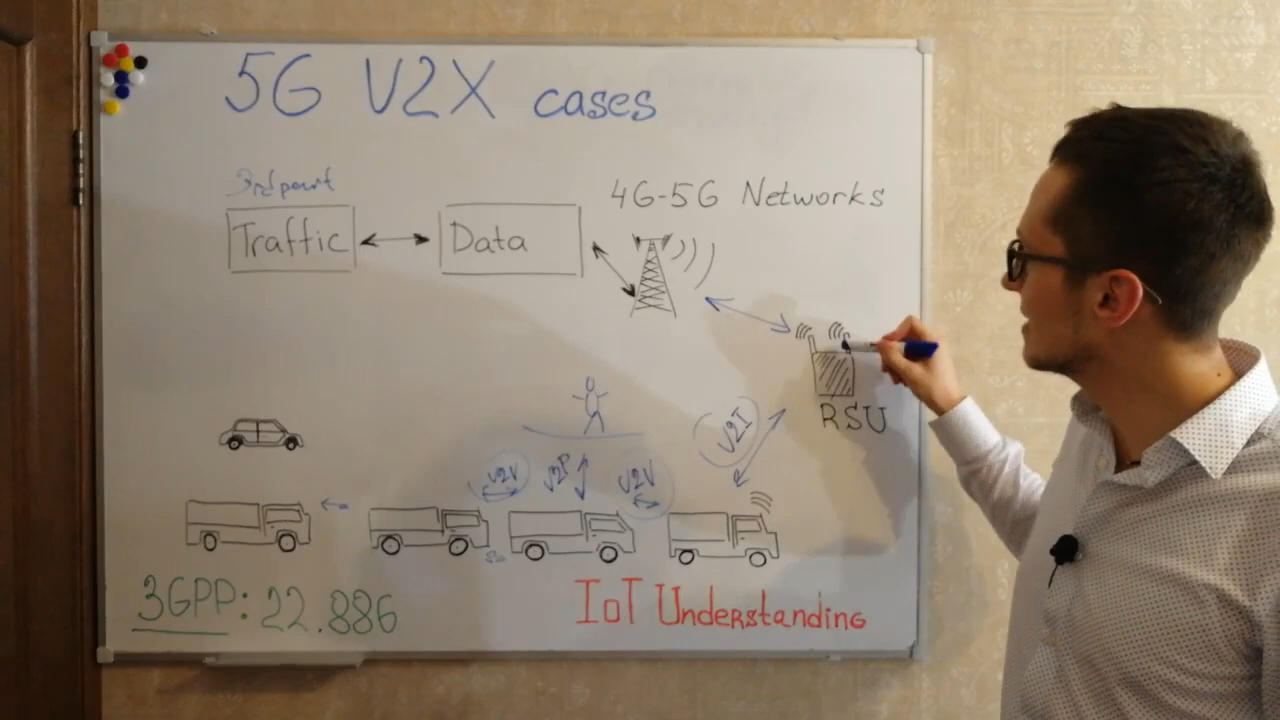 5G V2X cases
3rd
Traffic
Data
4G-5G Networks
RSU
V2I
V2V
V2P
V2V
3GPP: 22.886
IoT Understanding